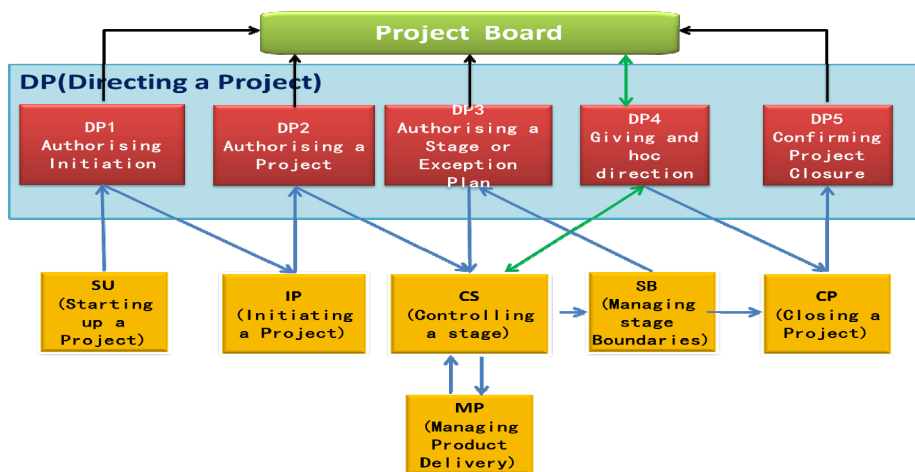 Project Board
DP(Directing a Project)
DP1
Authorising
Initiation
DP2
Authorising a
Project
DP3
Authorising a
Stage or
Exception
Plan
DP4
Giving and
hoc
direction
DP5
Confirming
Project
Closure
SU
(Starting
up a
Project)
IP
(Initiating
a Project)
CS
(Controlling
a stage)
SB
(Managing
stage
Boundaries)
CP
(Closing a
Project)
MP
(Managing
Product
Delivery)